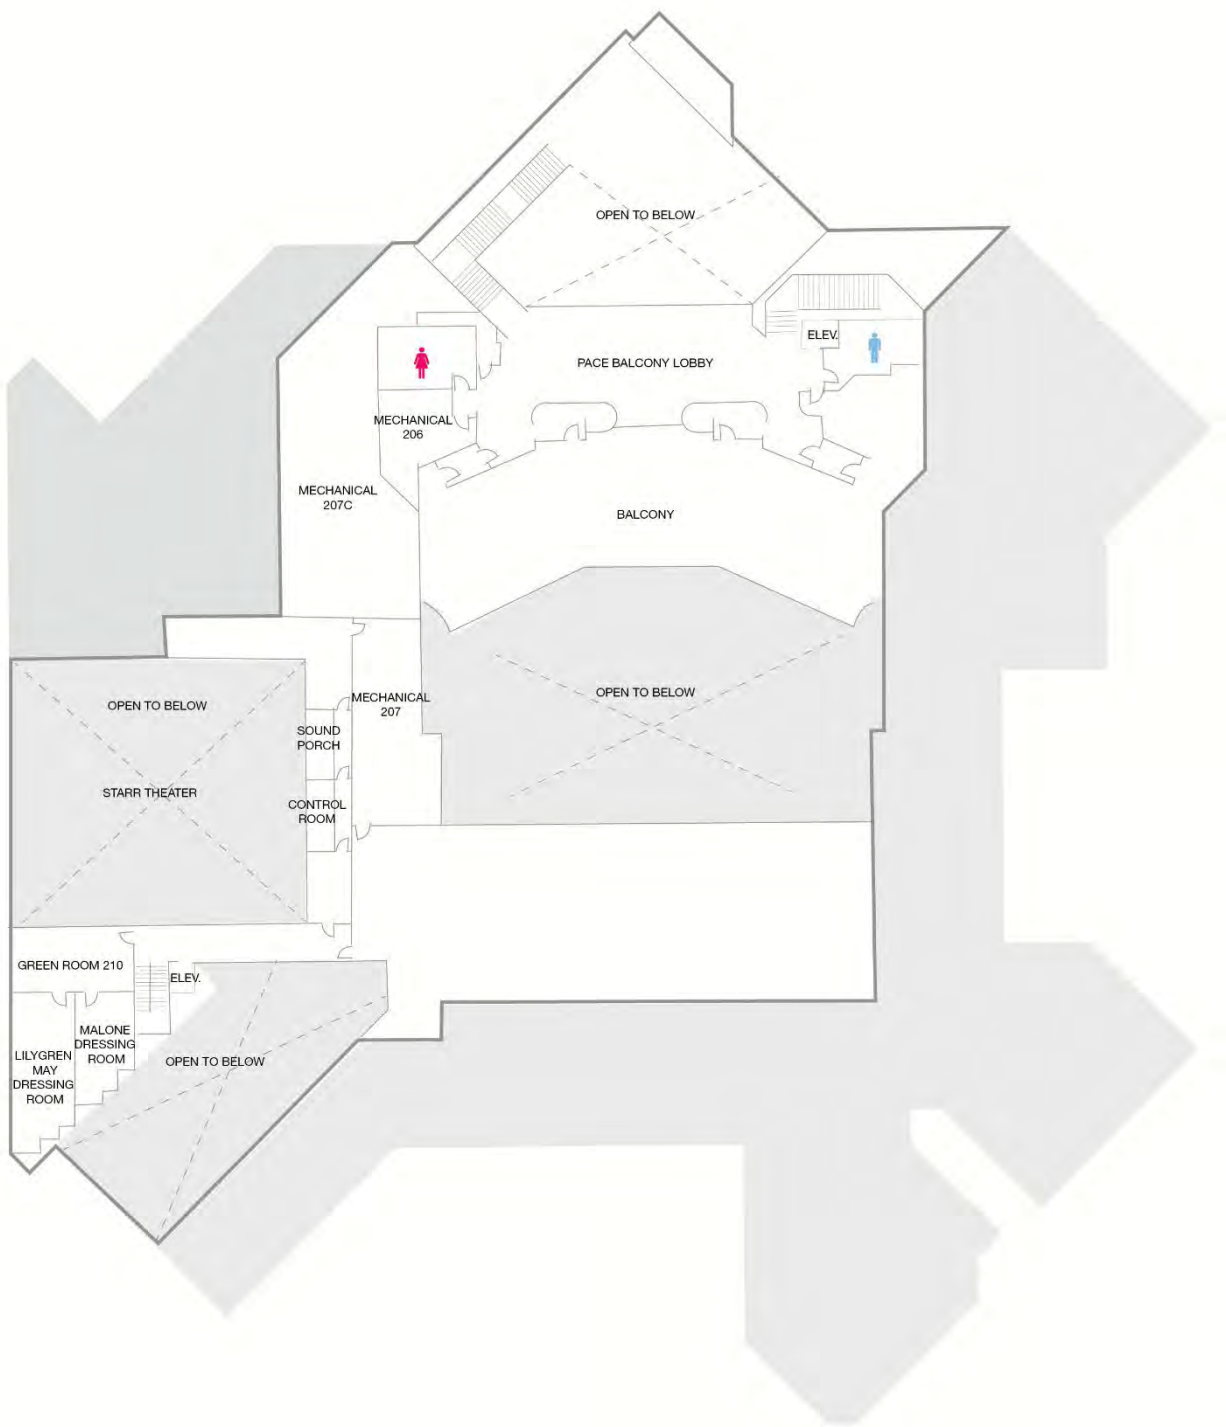 OPEN TO BELOW
ELEV.
PACE BALCONY LOBBY
MECHANICAL
206
MECHANICAL
207C
BALCONY
OPEN TO BELOW
MECHANICAL
207
OPEN TO BELOW
SOUND
PORCH
STARR THEATER
CONTROL
ROOM
GREEN ROOM 210
ELEV.
MALONE
DRESSING
ROOM
LILYGREN
MAY
DRESSING
ROOM
OPEN TO BELOW